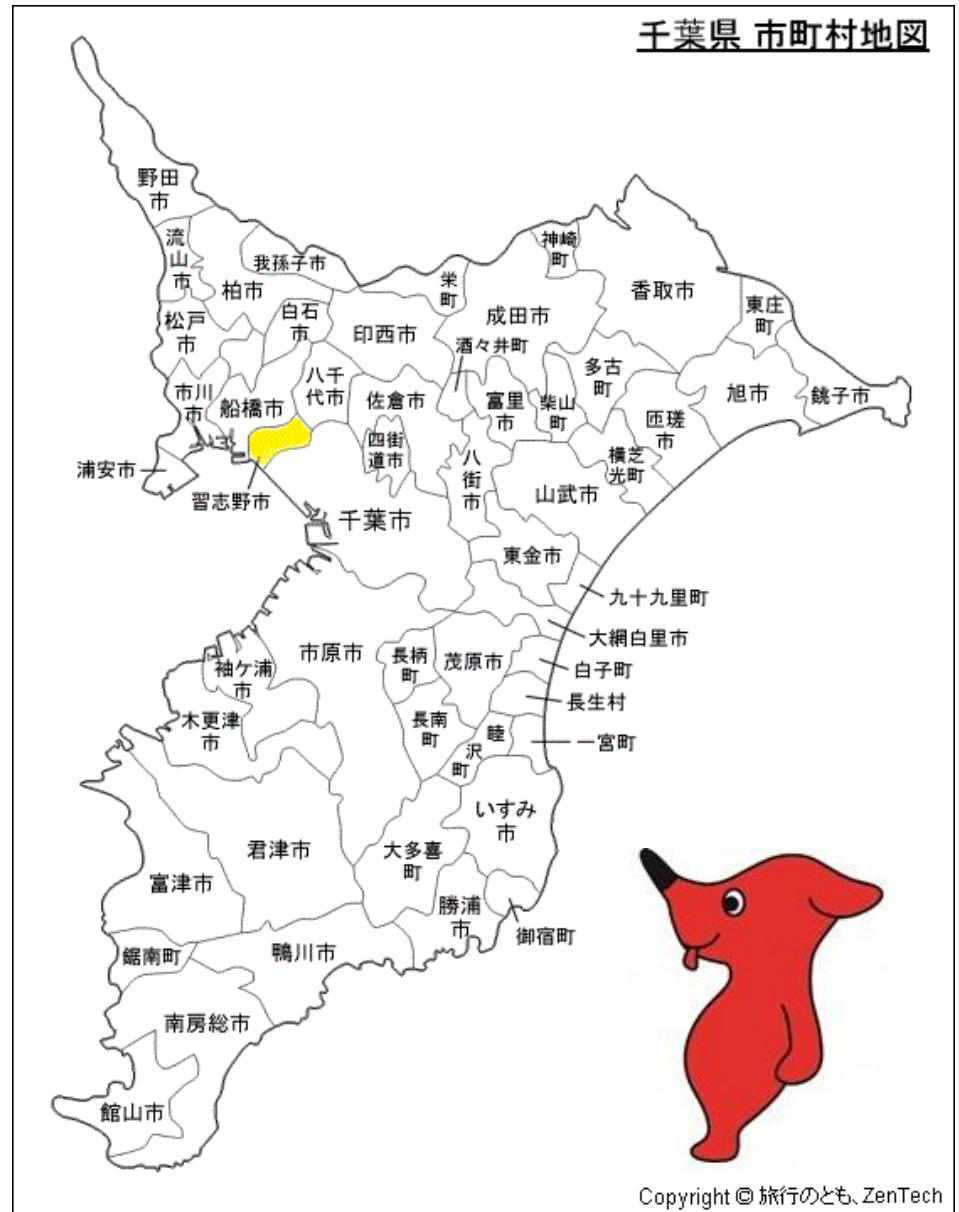 千葉県 市町村地図
野田
市
流
山
市
柏市
我孫子市
松戸
市
白石
市
印西市
栄
町
神崎
町
成田市
香取市
東庄
町
酒々井町
市川
市
船橋市
八千
代市
佐倉市
富里
市
柴山
町
多古
町
旭市
銚子市
匝瑳
市
四街
道市
八
街
市
横芝
光町
浦安市
習志野市
千葉市
山武市
東金市
九十九里町
大網白里市
市原市
長柄
町
茂原市
白子町
袖ケ浦
市
長生村
木更津
市
長南
町
睦
沢
町
一宮町
いすみ
市
君津市
大多喜
町
富津市
勝浦
市
御宿町
鋸南町
鴨川市
南房総市
館山市
Copyright © 旅行のとも、ZenTech